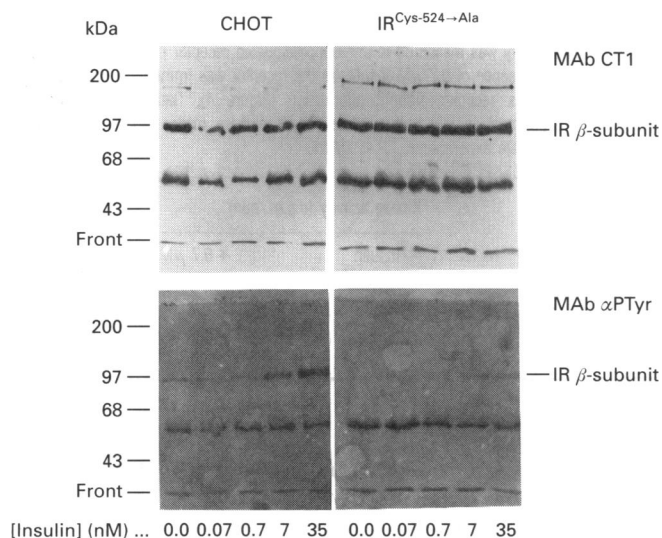 kDa CHOT IR^Cys-524→Ala
MAb CT1
200
97
IR β-subunit
68
43
Front
MAb αPTyr
200
97
IR β-subunit
68
43
Front
[Insulin] (nM) ... 0.0 0.07 0.7 7 35 0.0 0.07 0.7 7 35